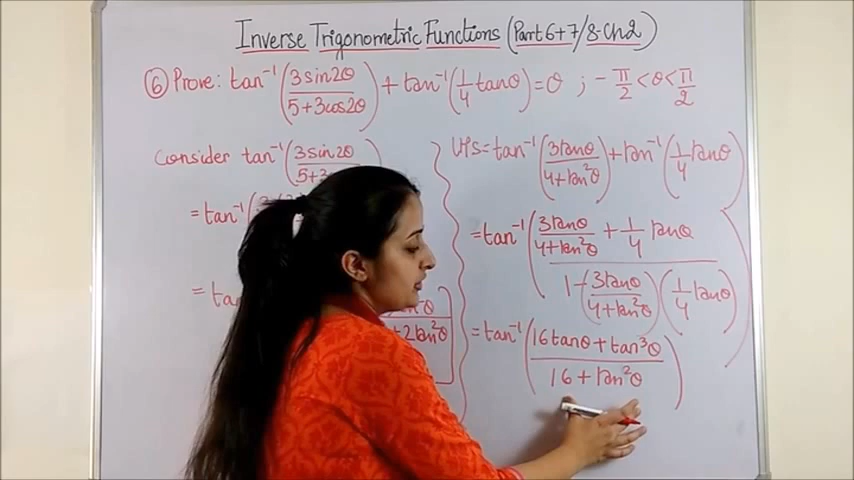 Inverse Trigonometric Functions (Part 6+7/8-Ch2)
⑥ Prove: tan⁻¹(3sin2θ/5+3cos2θ) + tan⁻¹(1/4 tanθ) = θ ; -π/2 < θ < π/2
Consider tan⁻¹(3sin2θ/
= tan⁻¹(
= tan
+2tan²θ
LHS = tan⁻¹(3tanθ/4+tan²θ) + tan⁻¹(1/4 tanθ)
= tan⁻¹(3tanθ/4+tan²θ + 1/4 tanθ
1-(3tanθ/4+tan²θ)(1/4 tanθ)
= tan⁻¹(16tanθ + tan³θ/16 + tan²θ)